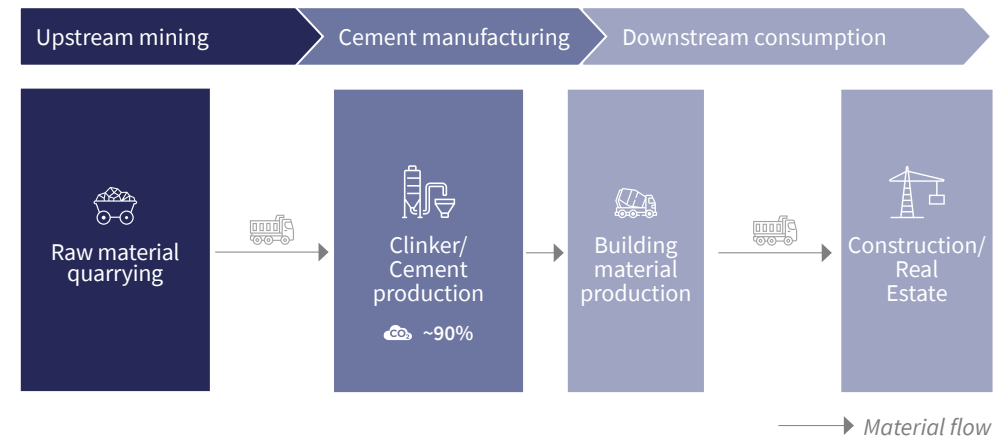 Upstream mining
Cement manufacturing
Downstream consumption
Raw material
quarrying
Clinker/
Cement
production
CO₂ ~90%
Building
material
production
Construction/
Real
Estate
Material flow